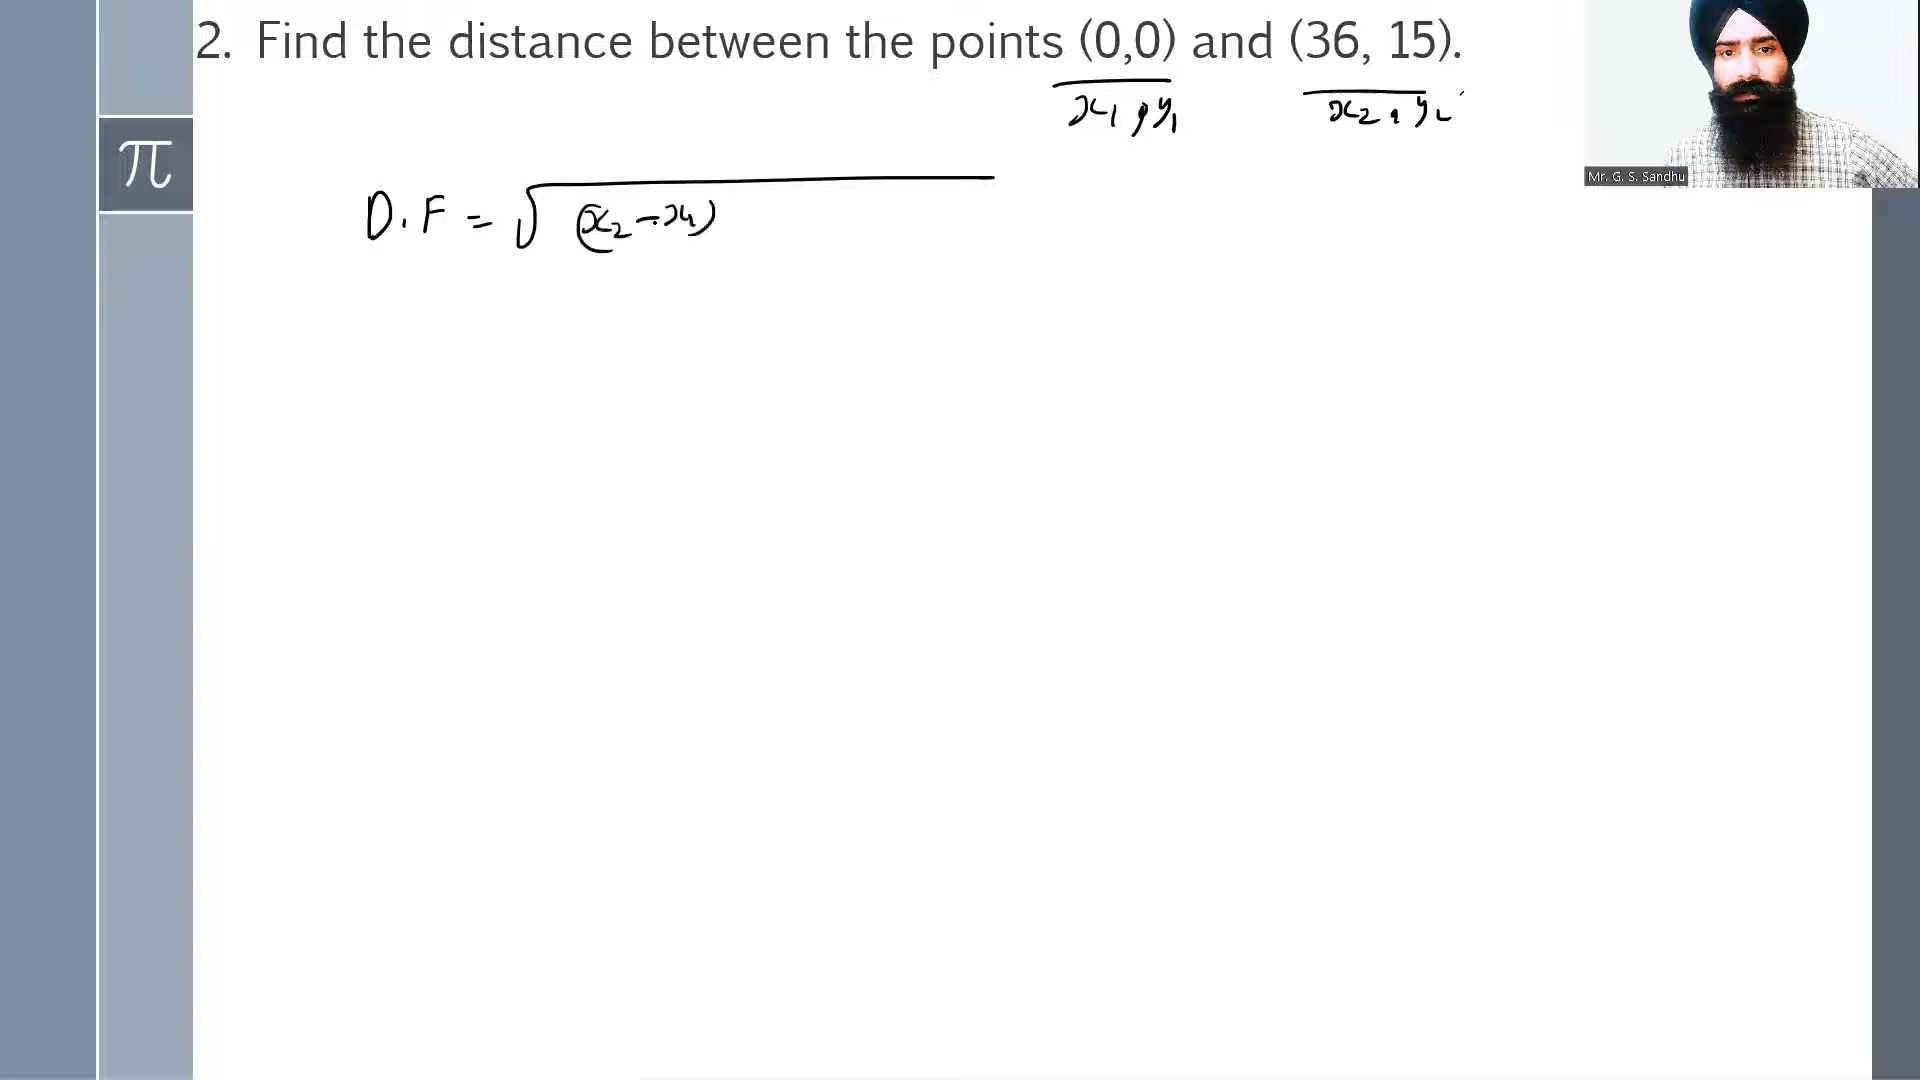 2. Find the distance between the points (0,0) and (36, 15).
x₁ , y₁
x₂ , y₂
Mr. G. S. Sandhu
π
D.F = √(x₂ - x₁)